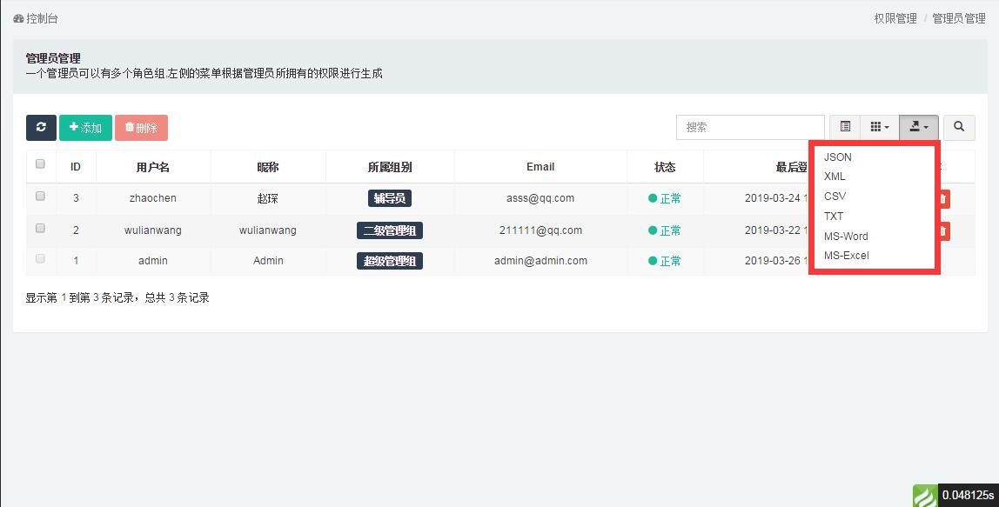 控制台
权限管理 / 管理员管理
管理员管理
一个管理员可以有多个角色组,左侧的菜单根据管理员所拥有的权限进行生成
添加 删除 搜索
ID 用户名 昵称 所属组别 Email 状态 最后登
3 zhaochen 赵琛 辅导员 asss@qq.com 正常 2019-03-24 1
2 wulianwang wulianwang 二级管理组 211111@qq.com 正常 2019-03-22 1
1 admin Admin 超级管理组 admin@admin.com 正常 2019-03-26 1
JSON
XML
CSV
TXT
MS-Word
MS-Excel
显示第 1 到第 3 条记录，总共 3 条记录
0.048125s